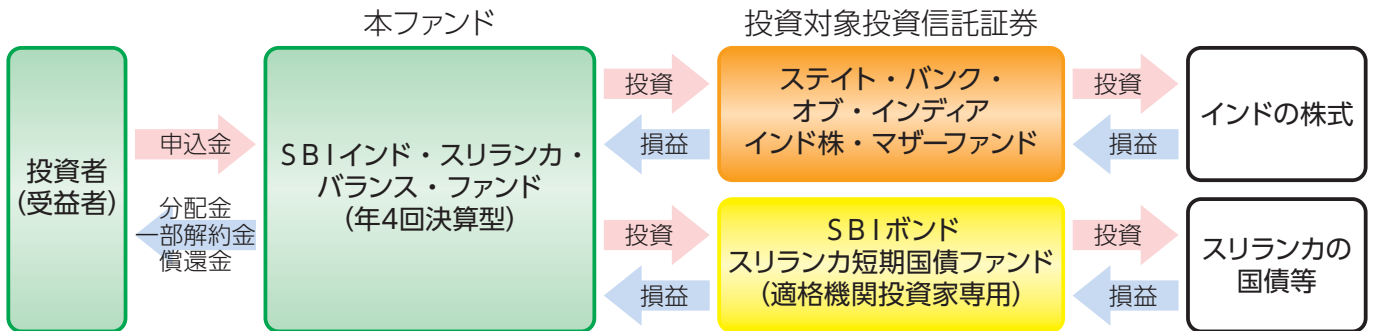 本ファンド
投資対象投資信託証券
投資者
(受益者)
申込金
分配金
一部解約金
償還金
SBIインド・スリランカ・
バランス・ファンド
(年4回決算型)
投資
損益
ステイト・バンク・
オブ・インディア
インド株・マザーファンド
投資
損益
インドの株式
投資
損益
SBIボンド
スリランカ短期国債ファンド
(適格機関投資家専用)
投資
損益
スリランカの
国債等